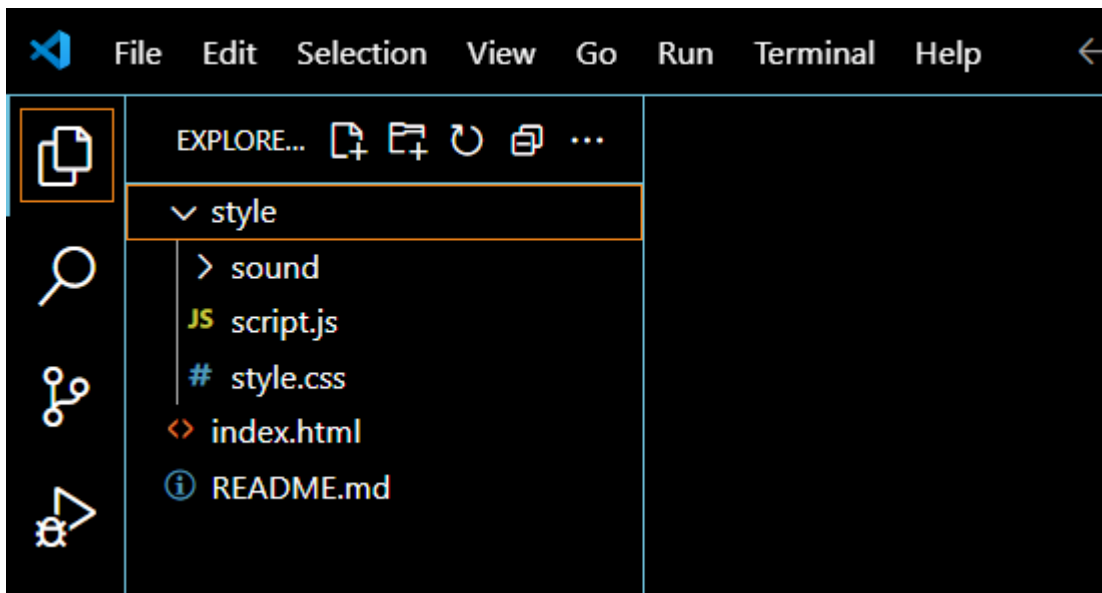 File Edit Selection View Go Run Terminal Help
EXPLORE...
style
sound
JS script.js
# style.css
<> index.html
README.md